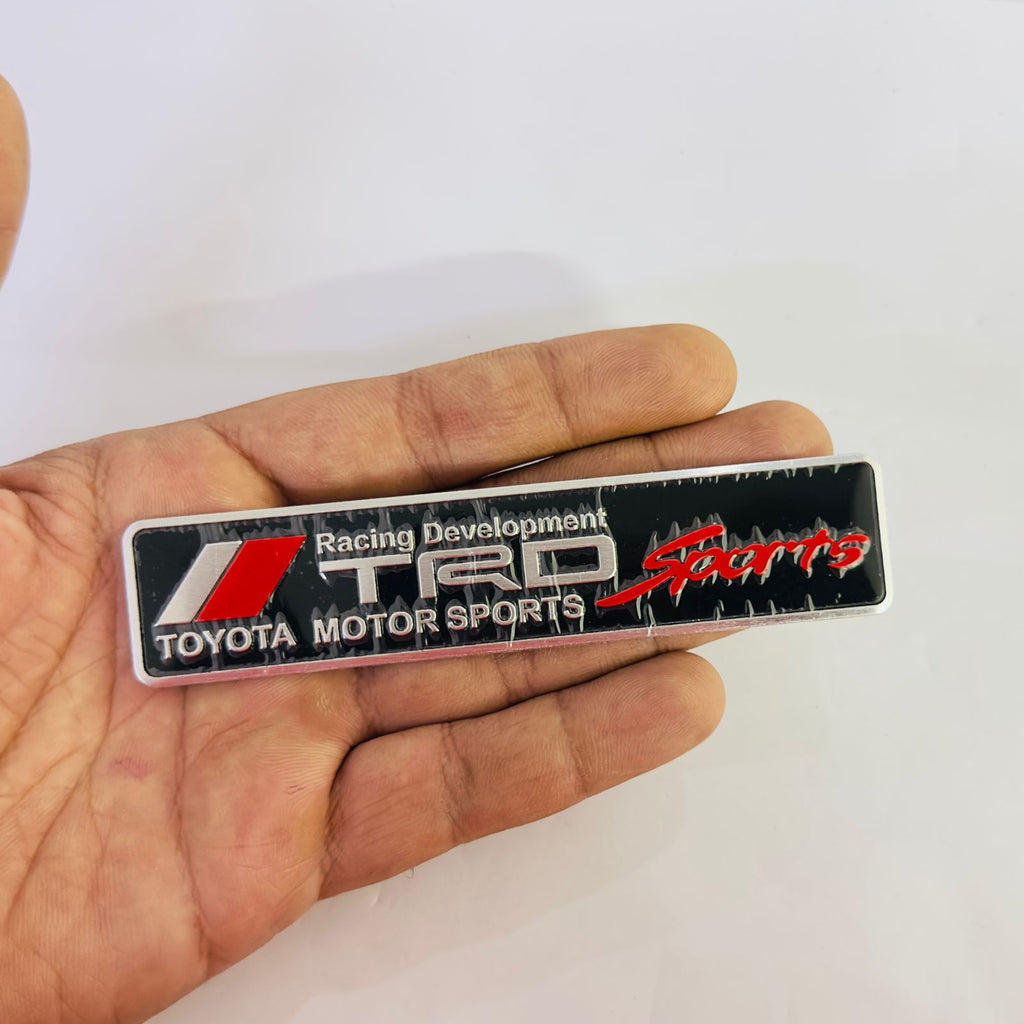 Racing Development
TRD Sports
TOYOTA MOTOR SPORTS